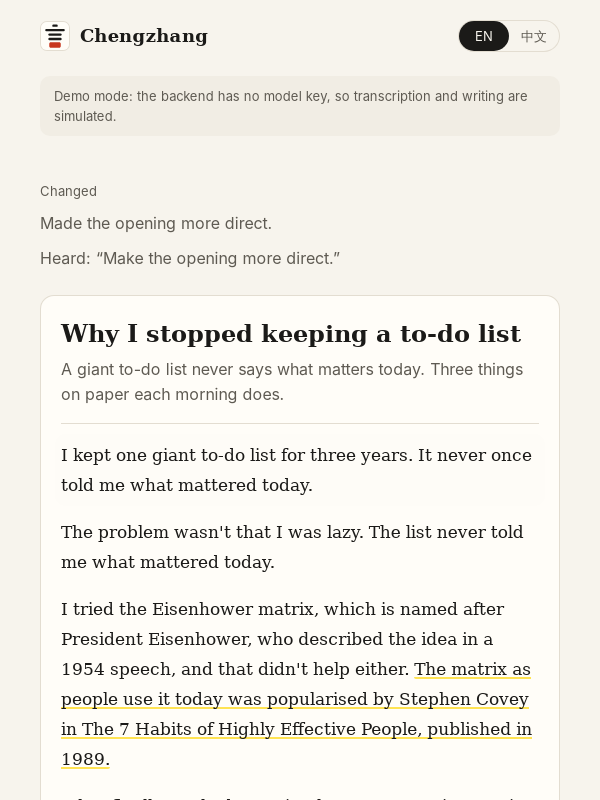 Chengzhang
EN
中文
Demo mode: the backend has no model key, so transcription and writing are
simulated.
Changed
Made the opening more direct.
Heard: “Make the opening more direct.”
Why I stopped keeping a to-do list
A giant to-do list never says what matters today. Three things
on paper each morning does.
I kept one giant to-do list for three years. It never once
told me what mattered today.
The problem wasn't that I was lazy. The list never told
me what mattered today.
I tried the Eisenhower matrix, which is named after
President Eisenhower, who described the idea in a
1954 speech, and that didn't help either. The matrix as
people use it today was popularised by Stephen Covey
in The 7 Habits of Highly Effective People, published in
1989.